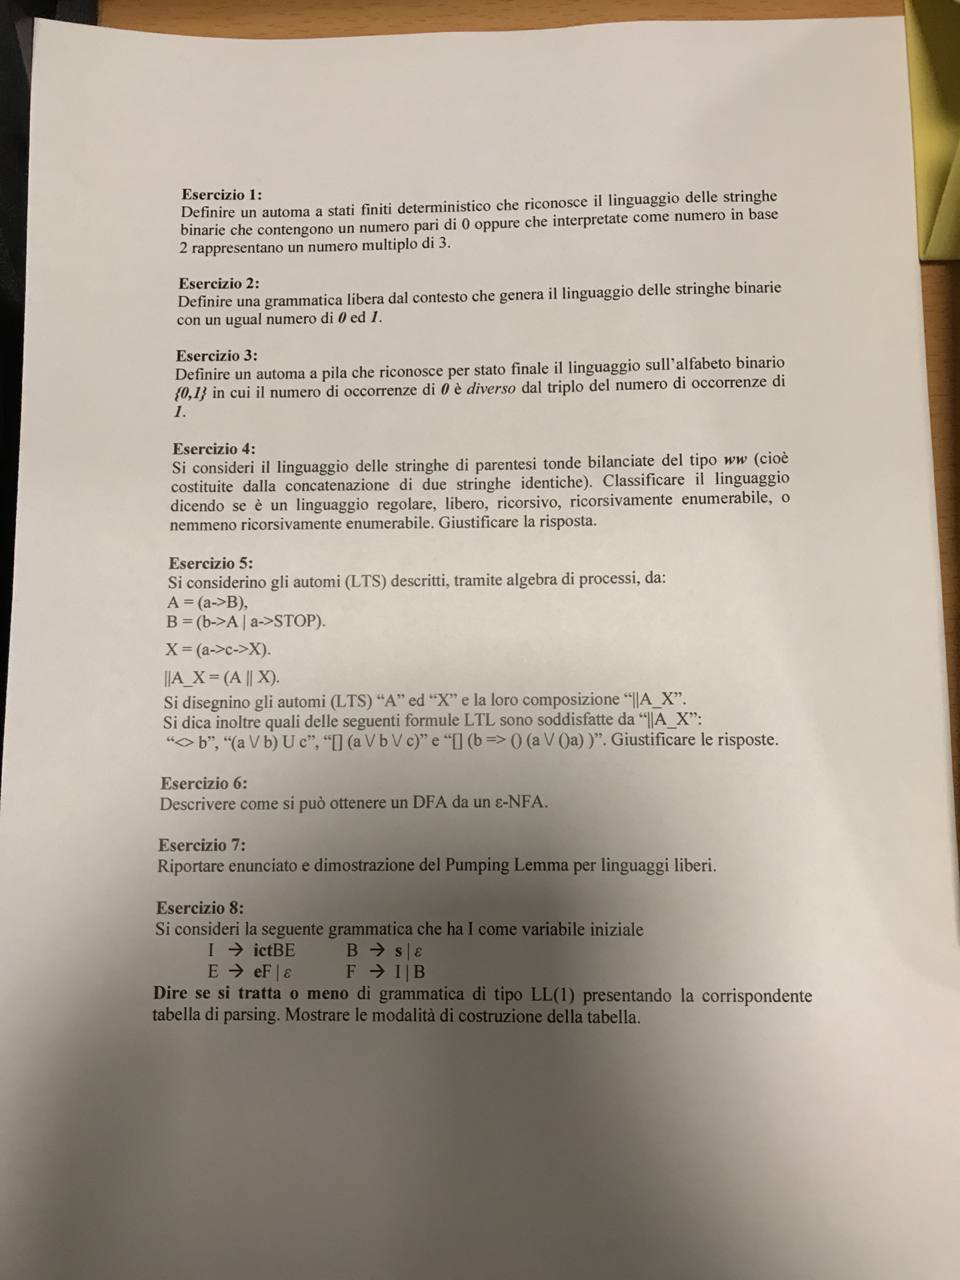 Esercizio 1:
Definire un automa a stati finiti deterministico che riconosce il linguaggio delle stringhe
binarie che contengono un numero pari di 0 oppure che interpretate come numero in base
2 rappresentano un numero multiplo di 3.
Esercizio 2:
Definire una grammatica libera dal contesto che genera il linguaggio delle stringhe binarie
con un ugual numero di 0 ed 1.
Esercizio 3:
Definire un automa a pila che riconosce per stato finale il linguaggio sull'alfabeto binario
{0,1} in cui il numero di occorrenze di 0 è diverso dal triplo del numero di occorrenze di
1.
Esercizio 4:
Si consideri il linguaggio delle stringhe di parentesi tonde bilanciate del tipo ww (cioè
costituite dalla concatenazione di due stringhe identiche). Classificare il linguaggio
dicendo se è un linguaggio regolare, libero, ricorsivo, ricorsivamente enumerabile, o
nemmeno ricorsivamente enumerabile. Giustificare la risposta.
Esercizio 5:
Si considerino gli automi (LTS) descritti, tramite algebra di processi, da:
A = (a->B),
B = (b->A | a->STOP).
X = (a->c->X).
||A_X = (A || X).
Si disegnino gli automi (LTS) “A” ed “X” e la loro composizione “||A_X”.
Si dica inoltre quali delle seguenti formule LTL sono soddisfatte da “||A_X”:
“<> b”, “(a \/ b) U c”, “[] (a \/ b \/ c)” e “[] (b => () (a \/ ()a) )”. Giustificare le risposte.
Esercizio 6:
Descrivere come si può ottenere un DFA da un ε-NFA.
Esercizio 7:
Riportare enunciato e dimostrazione del Pumping Lemma per linguaggi liberi.
Esercizio 8:
Si consideri la seguente grammatica che ha I come variabile iniziale
I → ictBE B → s | ε
E → eF | ε F → I | B
Dire se si tratta o meno di grammatica di tipo LL(1) presentando la corrispondente
tabella di parsing. Mostrare le modalità di costruzione della tabella.